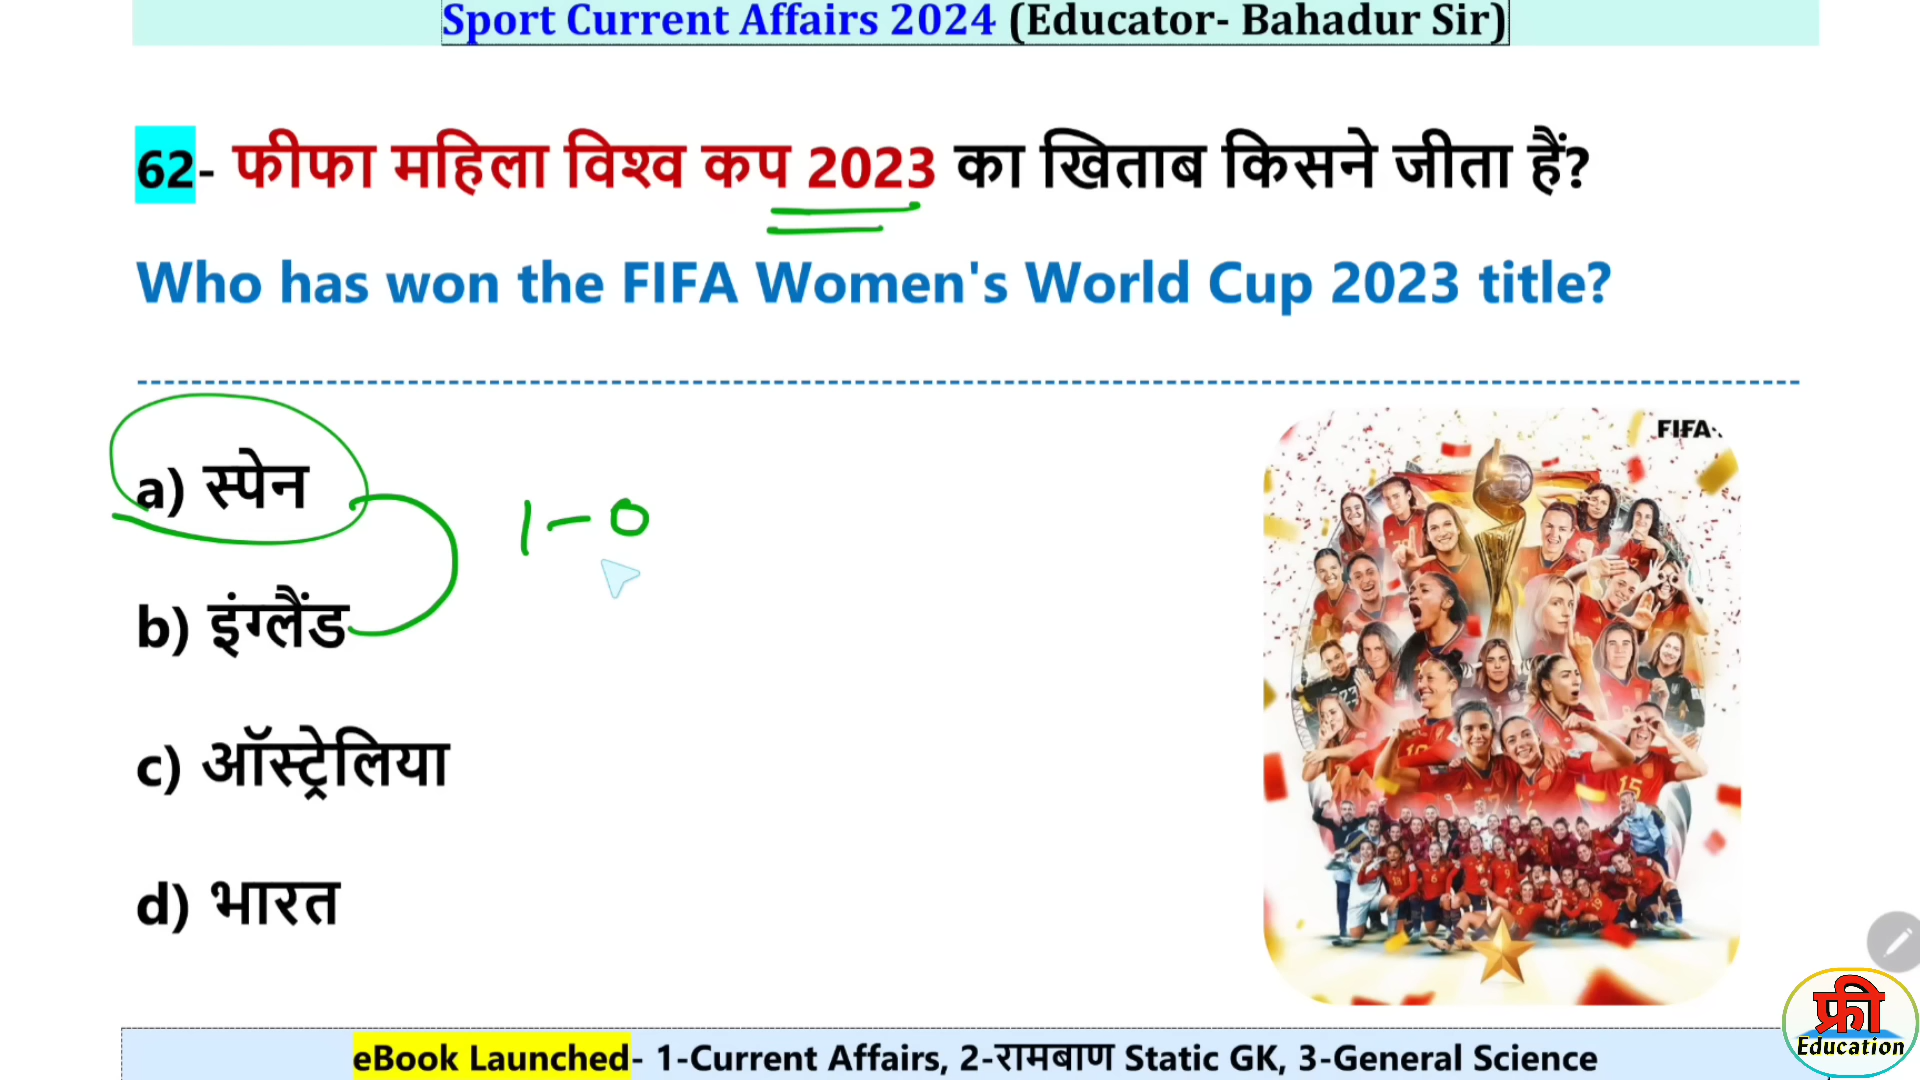 Sport Current Affairs 2024 (Educator- Bahadur Sir)
62- फीफा महिला विश्व कप 2023 का खिताब किसने जीता हैं?
Who has won the FIFA Women's World Cup 2023 title?
a) स्पेन
1-0
b) इंग्लैंड
c) ऑस्ट्रेलिया
d) भारत
FIFA
15
फ्री
Education
eBook Launched- 1-Current Affairs, 2-रामबाण Static GK, 3-General Science